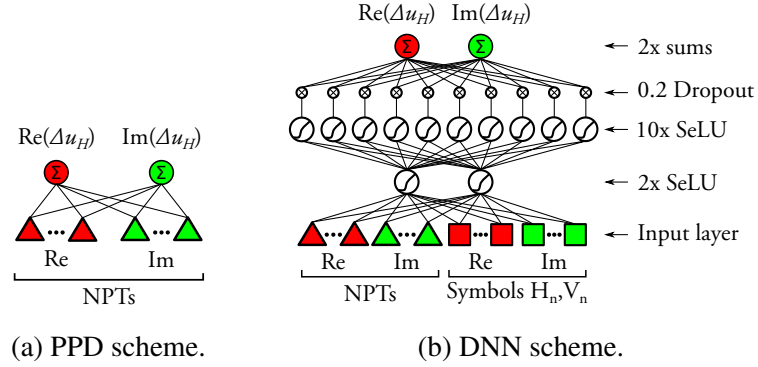 Re(Δu_H) Im(Δu_H)
Σ Σ
Re Im
NPTs
(a) PPD scheme.
Re(Δu_H) Im(Δu_H)
Σ Σ 2x sums
0.2 Dropout
10x SeLU
2x SeLU
Input layer
Re Im Re Im
NPTs Symbols H_n,V_n
(b) DNN scheme.